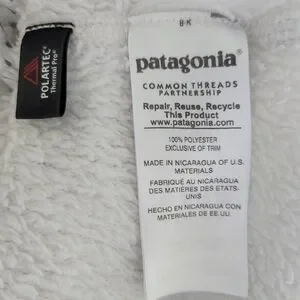 POLARTEC®
Thermal Pro®
8K
patagonia®
COMMON THREADS
PARTNERSHIP
Repair, Reuse, Recycle
This Product
www.patagonia.com
100% POLYESTER
EXCLUSIVE OF TRIM
MADE IN NICARAGUA OF U.S.
MATERIALS
FABRIQUÉ AU NICARAGUA
DES MATIÈRES DES ETATS-
UNIS
HECHO EN NICARAGUA CON
MATERIALES DE EE.UU.